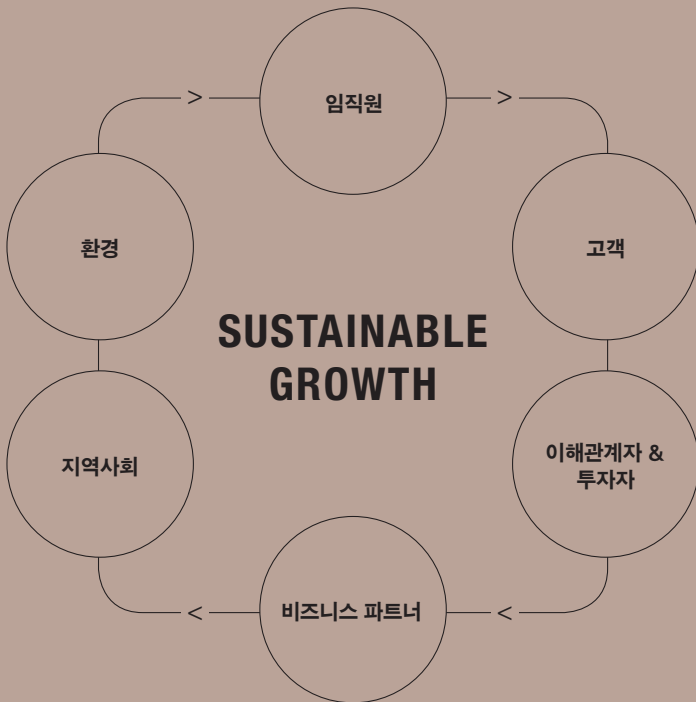 임직원
환경
고객
SUSTAINABLE
GROWTH
지역사회
이해관계자 &
투자자
비즈니스 파트너